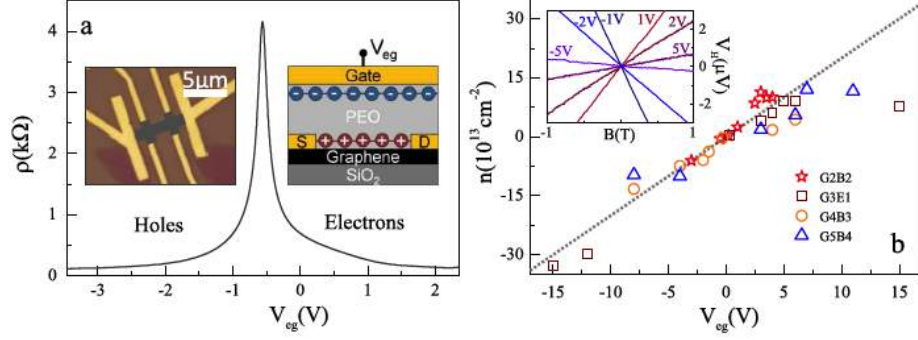 a
ρ(kΩ)
4
3
2
1
0
5μm
V_eg
Gate
PEO
S
D
Graphene
SiO₂
Holes
Electrons
-3
-2
-1
0
1
2
V_eg(V)
n(10¹³ cm⁻²)
30
15
0
-15
-30
-5V
-2V
-1V
1V
2V
5V
2
0
-2
V_H(μV)
-1
B(T)
1
G2B2
G3E1
G4B3
G5B4
b
-15
-10
-5
0
5
10
15
V_eg(V)